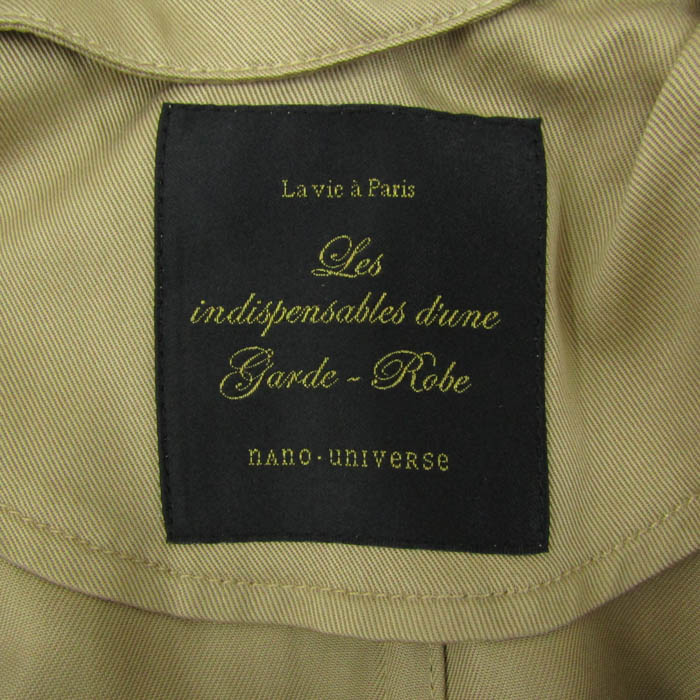 La vie à Paris
Les
indispensables d'une
Garde - Robe
nano · universe